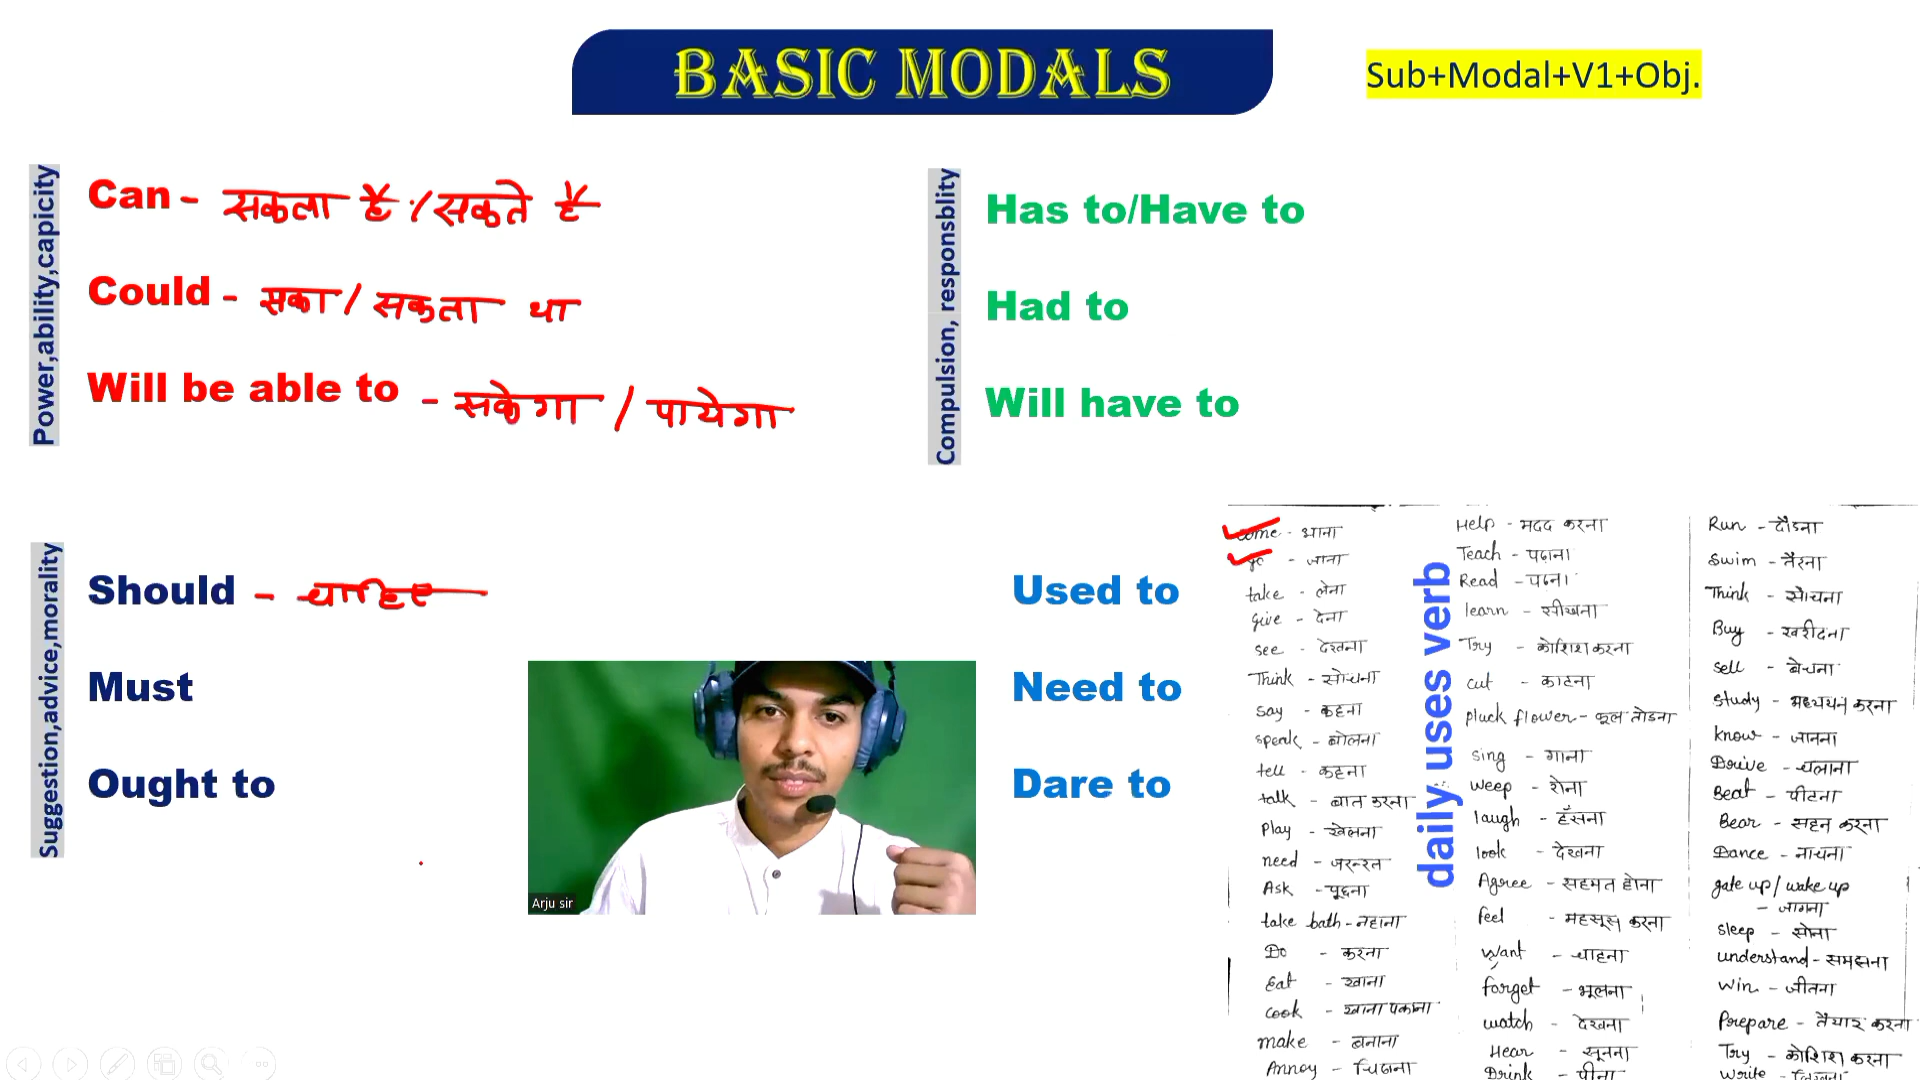 BASIC MODALS
Sub+Modal+V1+Obj.
Power,ability,capicity
Can - सकता है / सकते है
Could - सका / सकता था
Will be able to - सकेगा / पायेगा
Compulsion, responsblity
Has to/Have to
Had to
Will have to
Suggestion,advice,morality
Should - चाहिए
Must
Ought to
Used to
Need to
Dare to
Arju sir
daily uses verb
come - आना
go - जाना
take - लेना
Give - देना
see - देखना
Think - सोचना
say - कहना
speak - बोलना
tell - कहना
talk - बात करना
Play - खेलना
need - जरूरत
Ask - पूछना
take bath - नहाना
Do - करना
Eat - खाना
cook - खाना पकाना
make - बनाना
Annoy - चिढाना
Help - मदद करना
Teach - पढाना
Read - पढना
learn - सीखना
Try - कोशिश करना
cut - काटना
pluck flower - फूल तोडना
sing - गाना
weep - रोना
laugh - हँसना
look - देखना
Agree - सहमत होना
feel - महसूस करना
want - चाहना
forget - भूलना
watch - देखना
Hear - सूनना
Drink - पीना
Run - दौडना
Swim - तैरना
Think - सोचना
Buy - खरीदना
Sell - बेचना
Study - अध्ययन करना
know - जानना
Drive - चलाना
Beat - पीटना
Bear - सहन करना
Dance - नाचना
gate up / wake up
- जागना
sleep - सोना
understand - समझना
Win - जीतना
Prepare - तैयार करना
Try - कोशिश करना
Write - लिखना